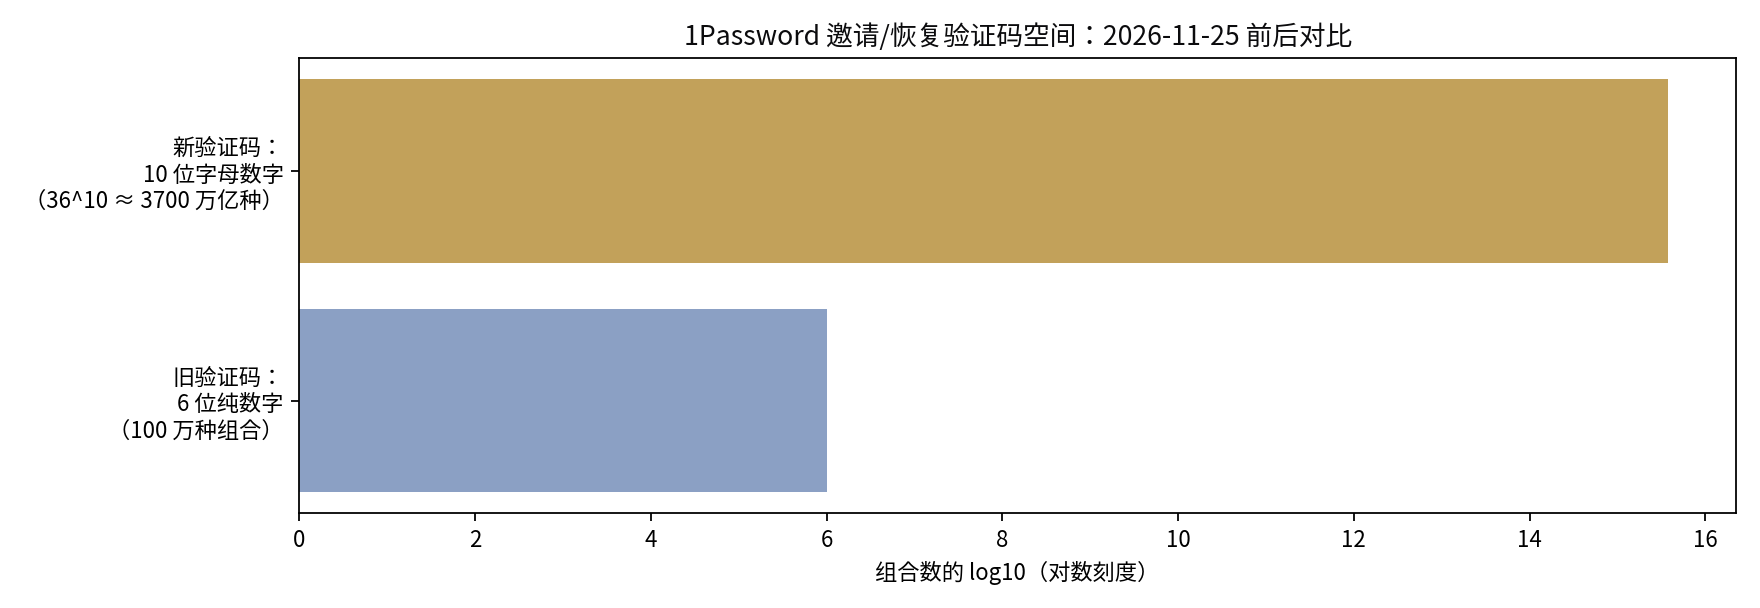 1Password 邀请/恢复验证码空间：2026-11-25 前后对比
新验证码：
10 位字母数字
（36^10 ≈ 3700 万亿种）
旧验证码：
6 位纯数字
（100 万种组合）
0 2 4 6 8 10 12 14 16
组合数的 log10（对数刻度）